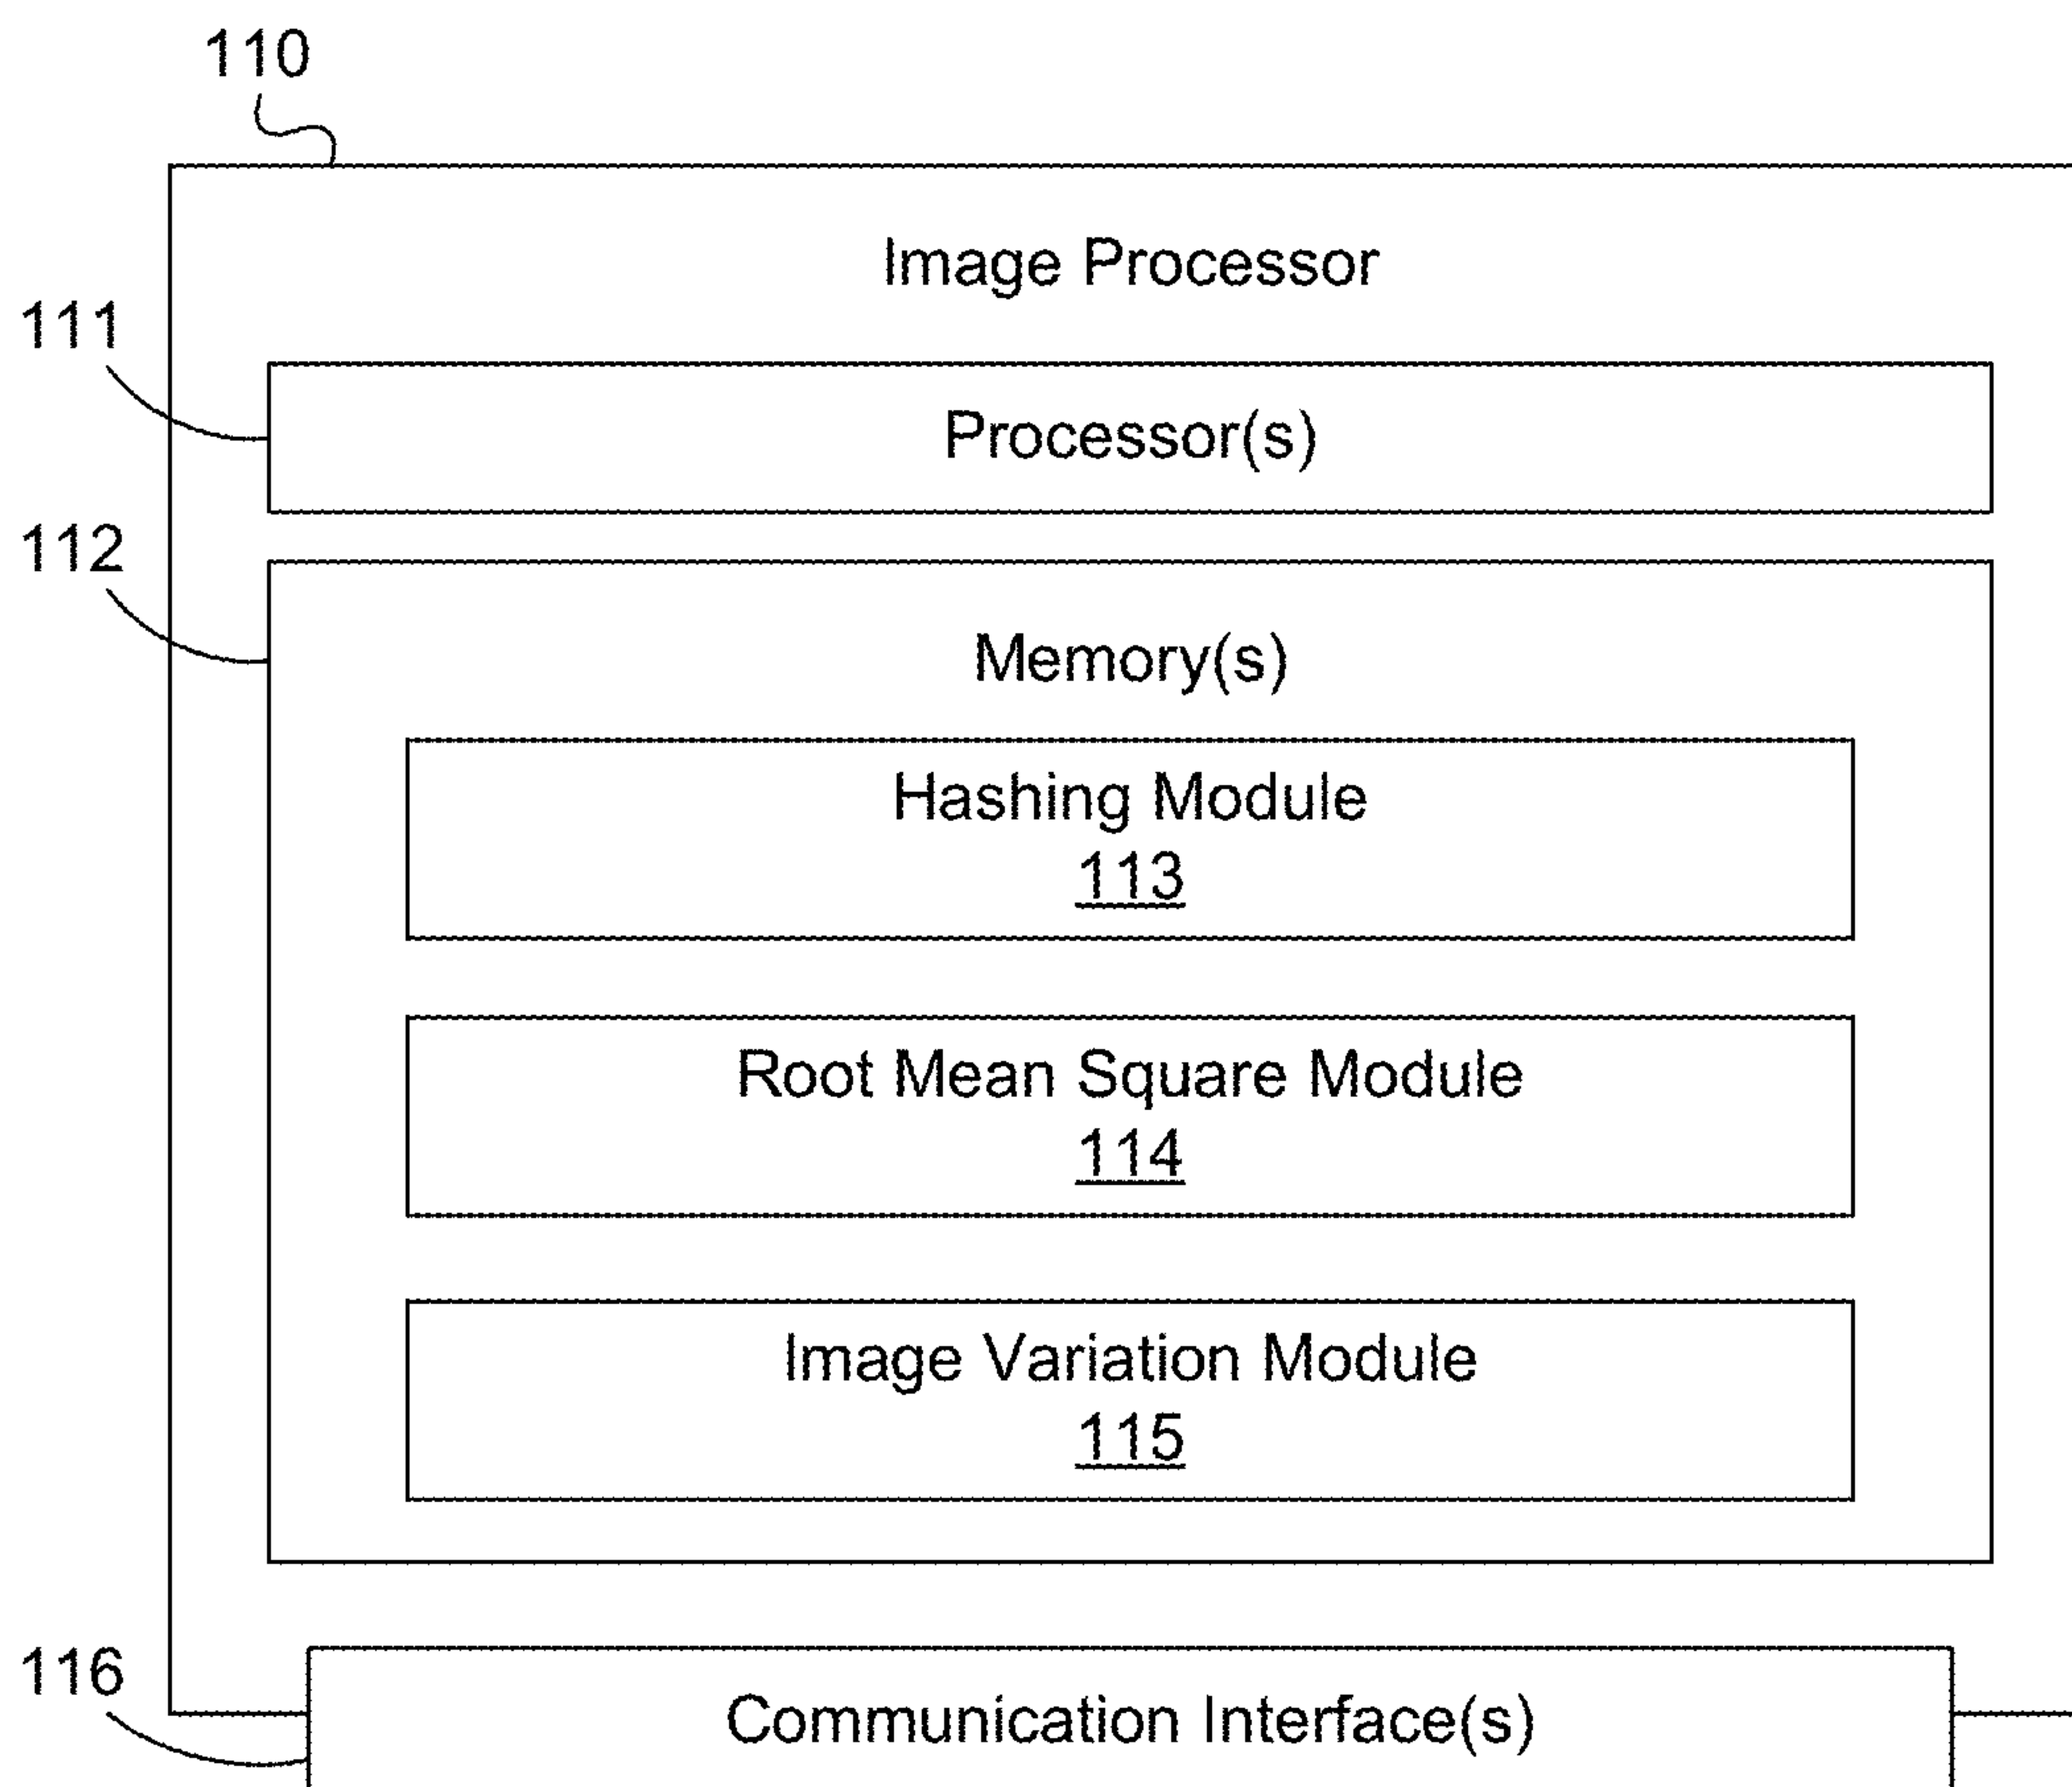 110
Image Processor
111
Processor(s)
112
Memory(s)
Hashing Module
113
Root Mean Square Module
114
Image Variation Module
115
116
Communication Interface(s)